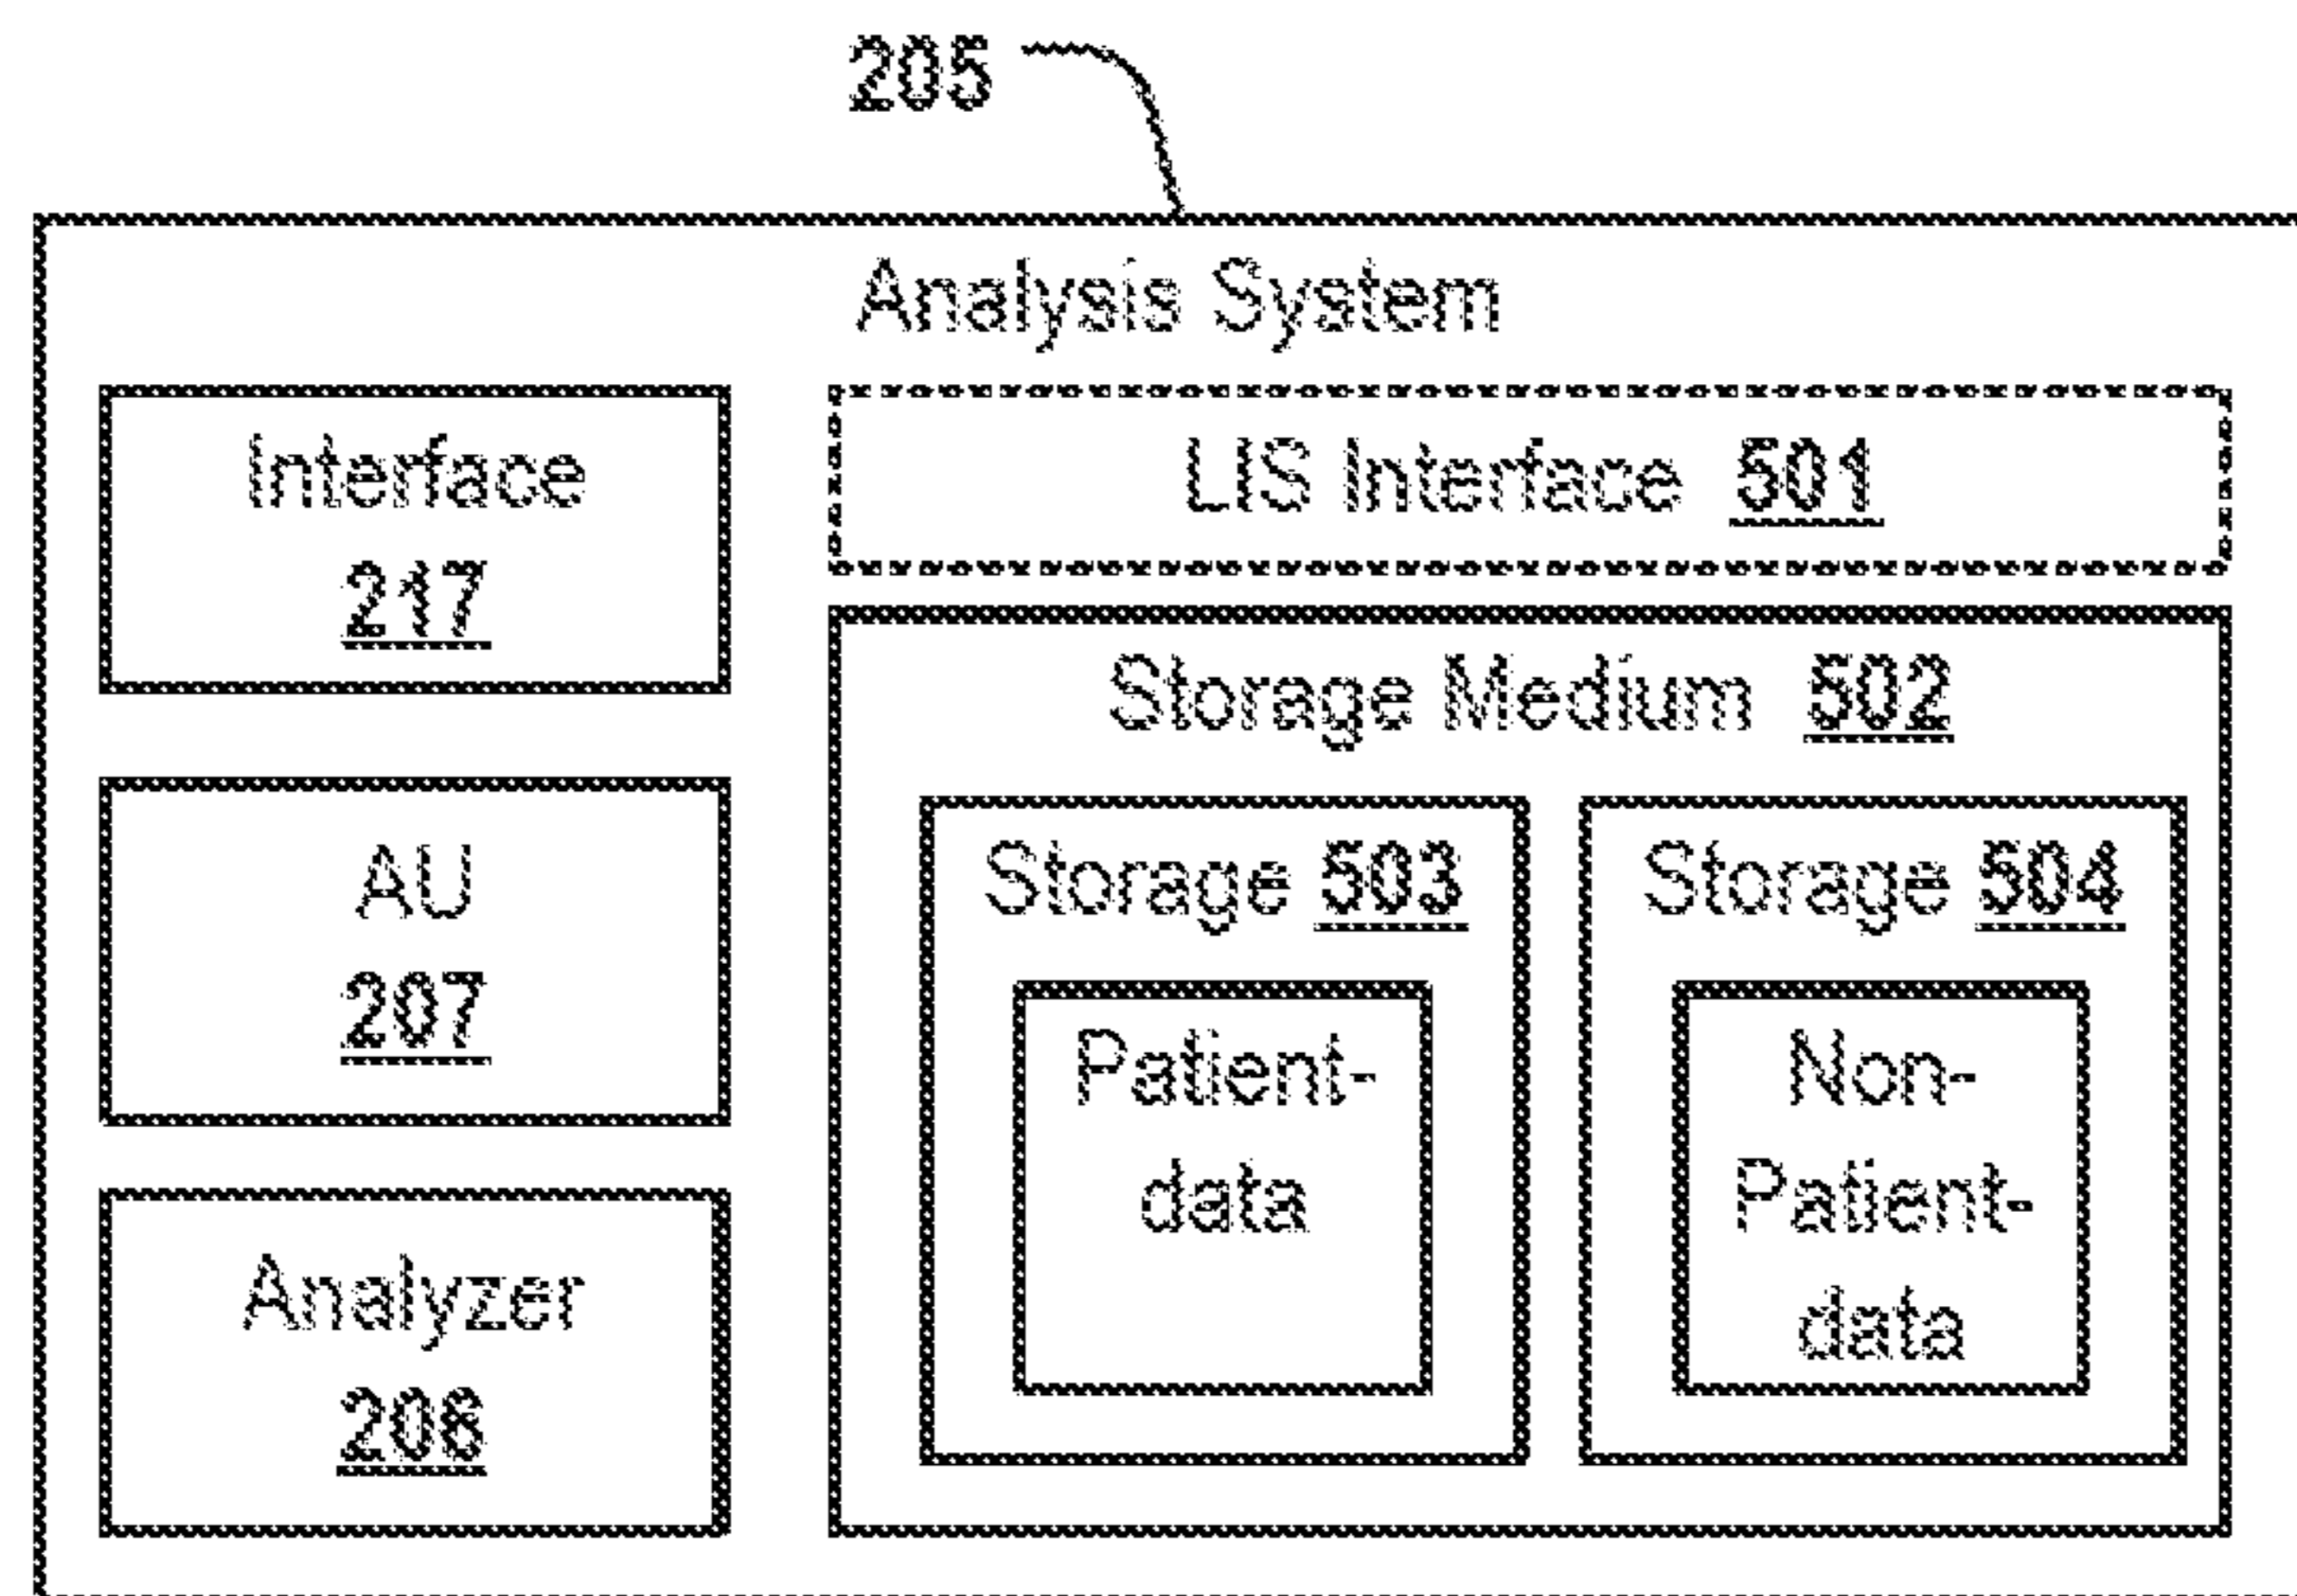 205
Analysis System
Interface
217
LIS Interface 501
Storage Medium 502
AU
207
Storage 503
Patient-
data
Storage 504
Non-
Patient-
data
Analyzer
206